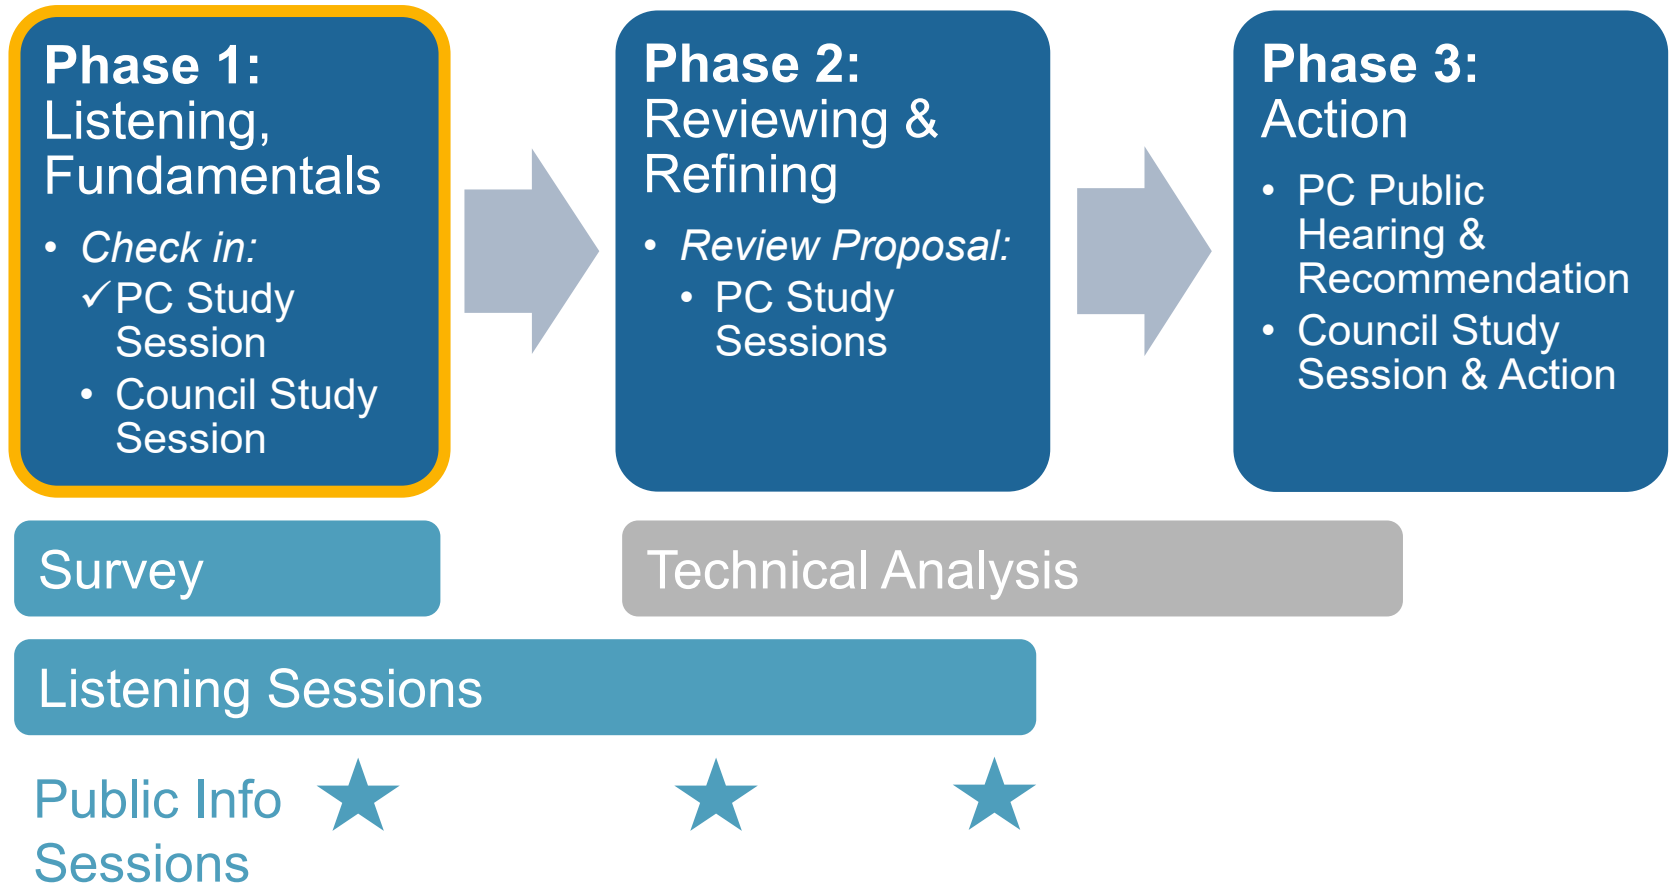 Phase 1:
Listening,
Fundamentals
• Check in:
✓PC Study
Session
• Council Study
Session
Phase 2:
Reviewing &
Refining
• Review Proposal:
• PC Study
Sessions
Phase 3:
Action
• PC Public
Hearing &
Recommendation
• Council Study
Session & Action
Survey
Technical Analysis
Listening Sessions
Public Info
Sessions